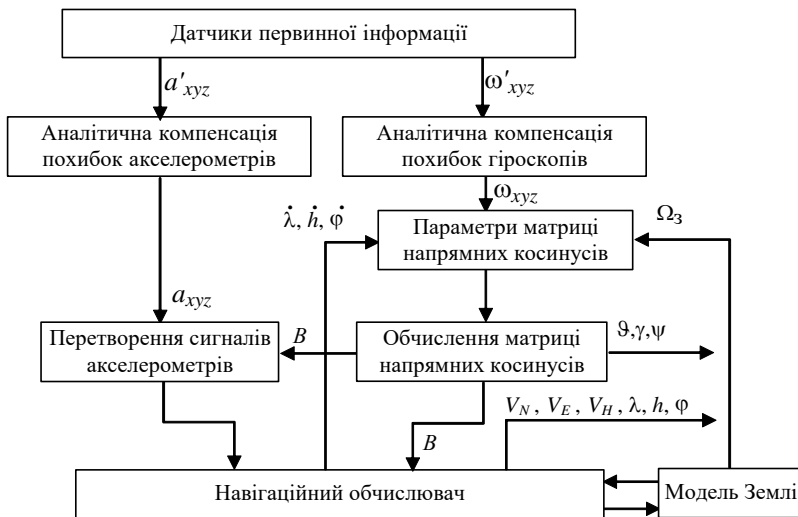 Датчики первинної інформації
a'xyz
ω'xyz
Аналітична компенсація
похибок акселерометрів
Аналітична компенсація
похибок гіроскопів
ωxyz
λ̇, ḣ, φ̇
Параметри матриці
напрямних косинусів
ΩЗ
axyz
Перетворення сигналів
акселерометрів
B
Обчислення матриці
напрямних косинусів
ϑ,γ,ψ
VN , VE , VH , λ, h, φ
B
Навігаційний обчислювач
Модель Землі